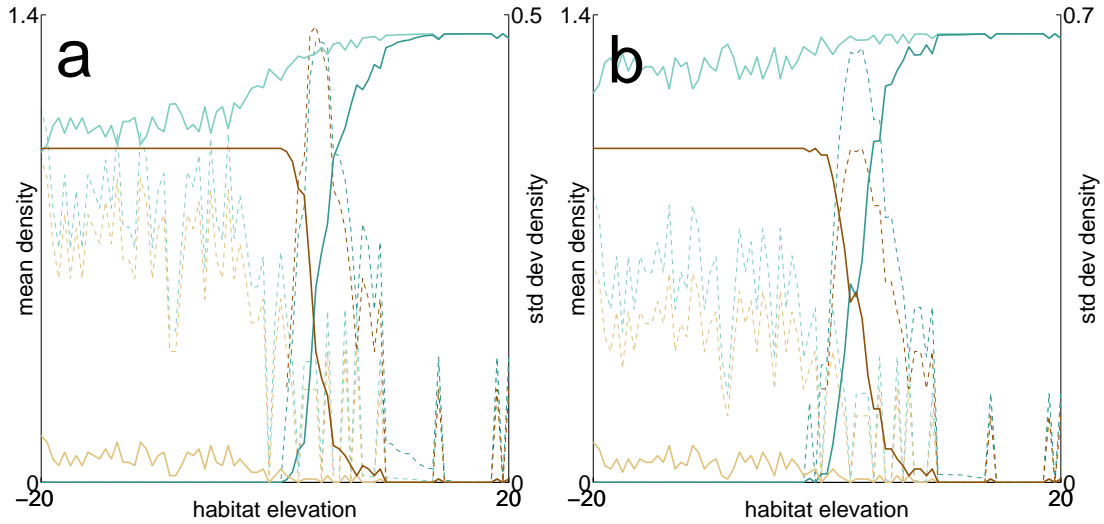 1.4
0.5
a
mean density
std dev density
0
0
−20
20
habitat elevation
1.4
0.7
b
mean density
std dev density
0
0
−20
20
habitat elevation